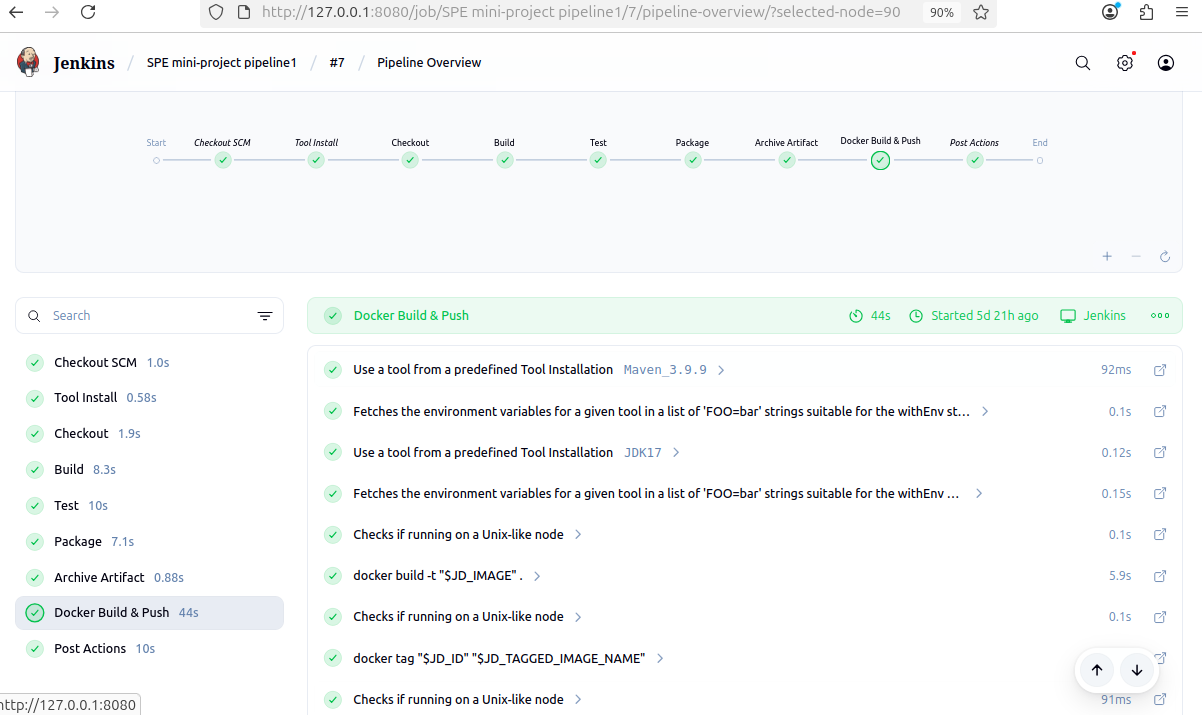 http://127.0.0.1:8080/job/SPE mini-project pipeline1/7/pipeline-overview/?selected-node=90 90%
Jenkins / SPE mini-project pipeline1 / #7 / Pipeline Overview
Start Checkout SCM Tool Install Checkout Build Test Package Archive Artifact Docker Build & Push Post Actions End
Search
Docker Build & Push 44s Started 5d 21h ago Jenkins
Checkout SCM 1.0s
Tool Install 0.58s
Checkout 1.9s
Build 8.3s
Test 10s
Package 7.1s
Archive Artifact 0.88s
Docker Build & Push 44s
Post Actions 10s
Use a tool from a predefined Tool Installation Maven_3.9.9 92ms
Fetches the environment variables for a given tool in a list of 'FOO=bar' strings suitable for the withEnv st… 0.1s
Use a tool from a predefined Tool Installation JDK17 0.12s
Fetches the environment variables for a given tool in a list of 'FOO=bar' strings suitable for the withEnv … 0.15s
Checks if running on a Unix-like node 0.1s
docker build -t "$JD_IMAGE" . 5.9s
Checks if running on a Unix-like node 0.1s
docker tag "$JD_ID" "$JD_TAGGED_IMAGE_NAME"
Checks if running on a Unix-like node 91ms
http://127.0.0.1:8080